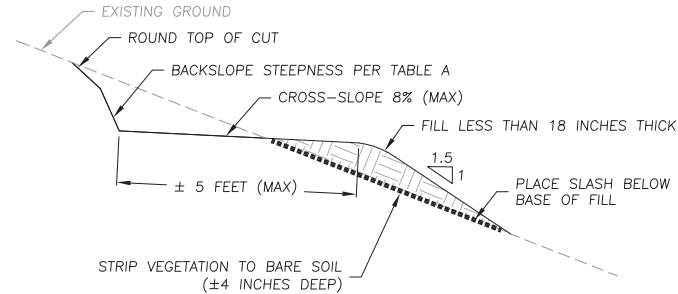 EXISTING GROUND
ROUND TOP OF CUT
BACKSLOPE STEEPNESS PER TABLE A
CROSS-SLOPE 8% (MAX)
FILL LESS THAN 18 INCHES THICK
1.5
1
± 5 FEET (MAX)
PLACE SLASH BELOW
BASE OF FILL
STRIP VEGETATION TO BARE SOIL
(±4 INCHES DEEP)